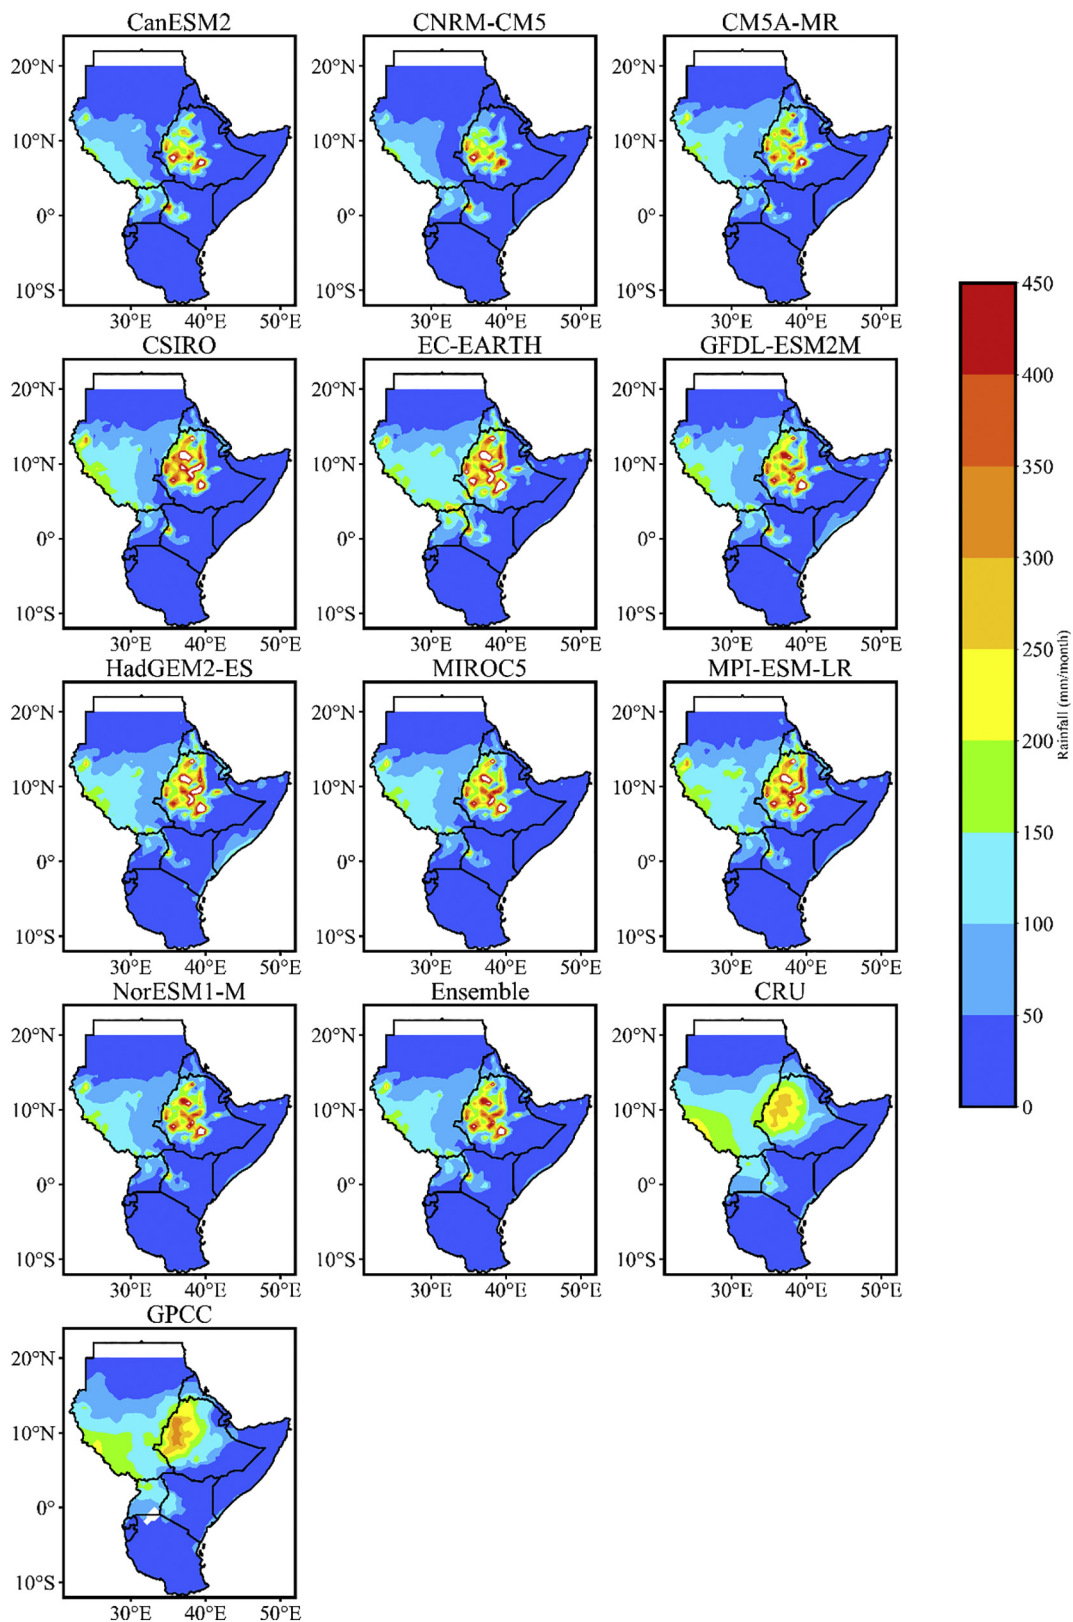 CanESM2 CNRM-CM5 CM5A-MR
20°N 20°N 20°N
10°N 10°N 10°N
0° 0° 0°
10°S 10°S 10°S
30°E 40°E 50°E 30°E 40°E 50°E 30°E 40°E 50°E
CSIRO EC-EARTH GFDL-ESM2M
20°N 20°N 20°N
10°N 10°N 10°N
0° 0° 0°
10°S 10°S 10°S
30°E 40°E 50°E 30°E 40°E 50°E 30°E 40°E 50°E
HadGEM2-ES MIROC5 MPI-ESM-LR
20°N 20°N 20°N
10°N 10°N 10°N
0° 0° 0°
10°S 10°S 10°S
30°E 40°E 50°E 30°E 40°E 50°E 30°E 40°E 50°E
NorESM1-M Ensemble CRU
20°N 20°N 20°N
10°N 10°N 10°N
0° 0° 0°
10°S 10°S 10°S
30°E 40°E 50°E 30°E 40°E 50°E 30°E 40°E 50°E
GPCC
20°N
10°N
0°
10°S
30°E 40°E 50°E
450
400
350
300
250
200
150
100
50
0
Rainfall (mm/month)